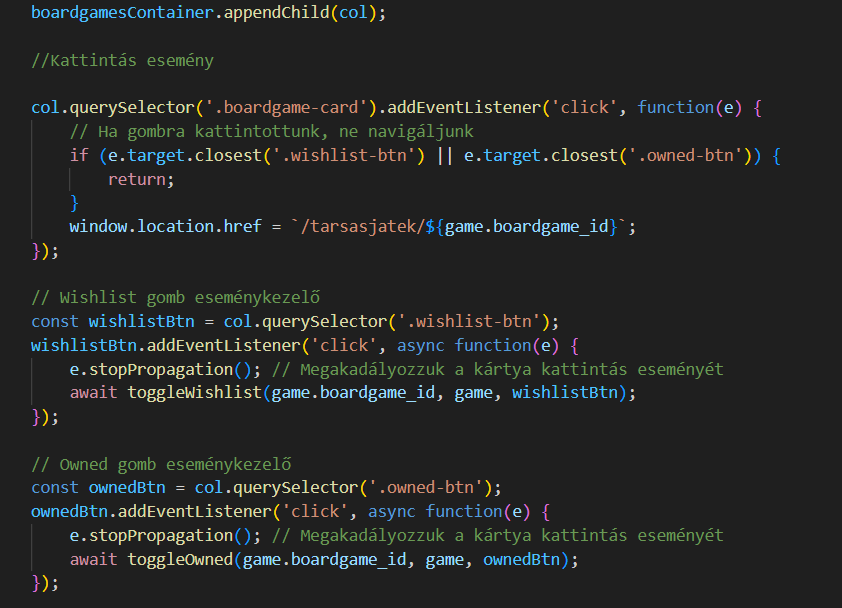 boardgamesContainer.appendChild(col);
//Kattintás esemény
col.querySelector('.boardgame-card').addEventListener('click', function(e) {
// Ha gombra kattintottunk, ne navigáljunk
if (e.target.closest('.wishlist-btn') || e.target.closest('.owned-btn')) {
return;
}
window.location.href = `/tarsasjatek/${game.boardgame_id}`;
});
// Wishlist gomb eseménykezelő
const wishlistBtn = col.querySelector('.wishlist-btn');
wishlistBtn.addEventListener('click', async function(e) {
e.stopPropagation(); // Megakadályozzuk a kártya kattintás eseményét
await toggleWishlist(game.boardgame_id, game, wishlistBtn);
});
// Owned gomb eseménykezelő
const ownedBtn = col.querySelector('.owned-btn');
ownedBtn.addEventListener('click', async function(e) {
e.stopPropagation(); // Megakadályozzuk a kártya kattintás eseményét
await toggleOwned(game.boardgame_id, game, ownedBtn);
});